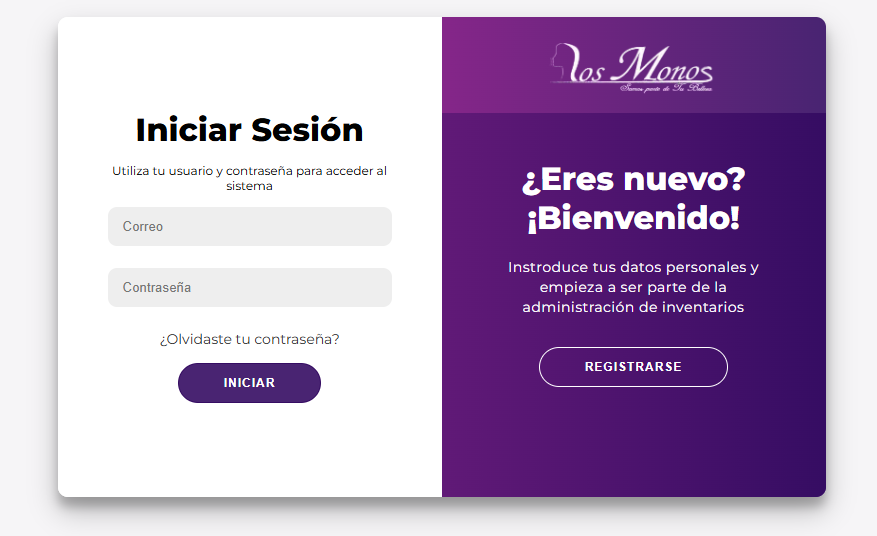 Iniciar Sesión
Utiliza tu usuario y contraseña para acceder al
sistema
Correo
Contraseña
¿Olvidaste tu contraseña?
INICIAR
los Monos
Somos parte de Tu Belleza
¿Eres nuevo?
¡Bienvenido!
Instroduce tus datos personales y
empieza a ser parte de la
administración de inventarios
REGISTRARSE